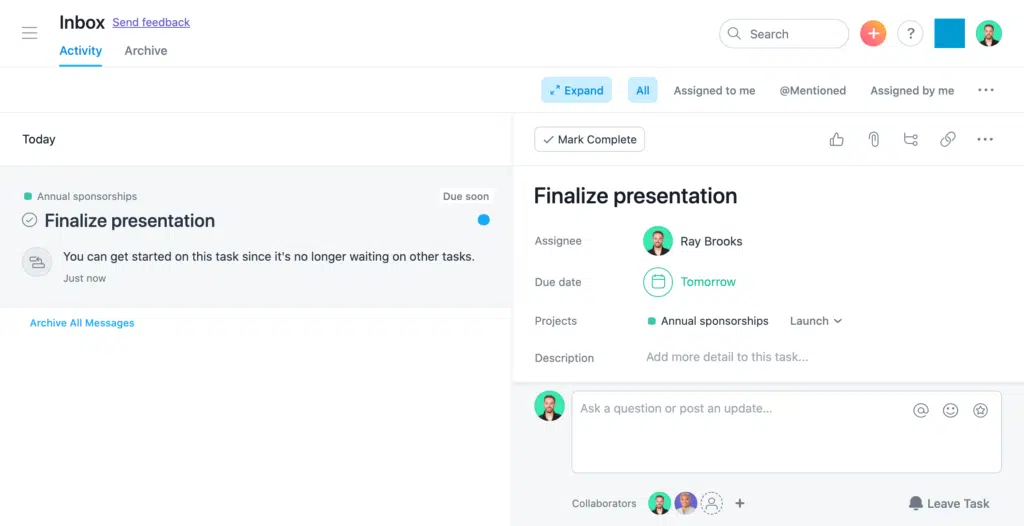 Inbox Send feedback
Activity Archive
Search
+
?
Expand All Assigned to me @Mentioned Assigned by me ...
Today
Annual sponsorships Due soon
Finalize presentation
You can get started on this task since it's no longer waiting on other tasks.
Just now
Archive All Messages
Mark Complete
Finalize presentation
Assignee Ray Brooks
Due date Tomorrow
Projects Annual sponsorships Launch
Description Add more detail to this task...
Ask a question or post an update...
Collaborators + Leave Task